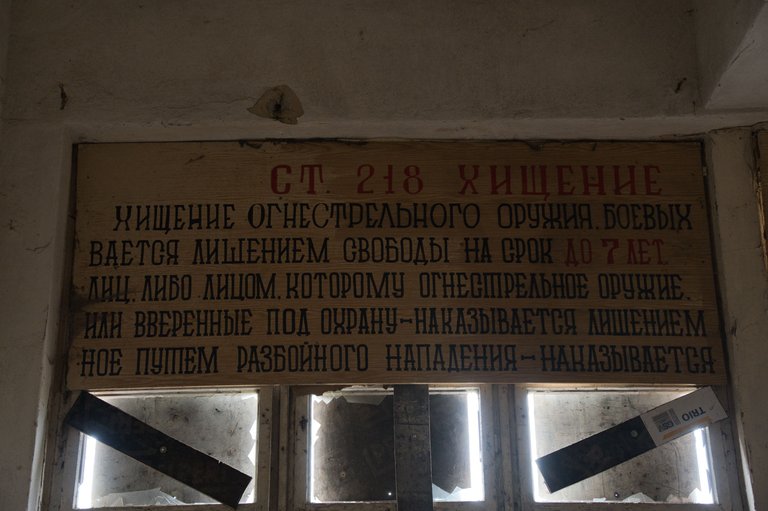 СТ. 218 ХИЩЕНИЕ
ХИЩЕНИЕ ОГНЕСТРЕЛЬНОГО ОРУЖИЯ, БОЕВЫХ
ВАЕТСЯ ЛИШЕНИЕМ СВОБОДЫ НА СРОК ДО 7 ЛЕТ.
ЛИЦ, ЛИБО ЛИЦОМ, КОТОРОМУ ОГНЕСТРЕЛЬНОЕ ОРУЖИЕ,
ИЛИ ВВЕРЕННЫЕ ПОД ОХРАНУ-НАКАЗЫВАЕТСЯ ЛИШЕНИЕМ
НОЕ ПУТЕМ РАЗБОЙНОГО НАПАДЕНИЯ-НАКАЗЫВАЕТСЯ
TRIO